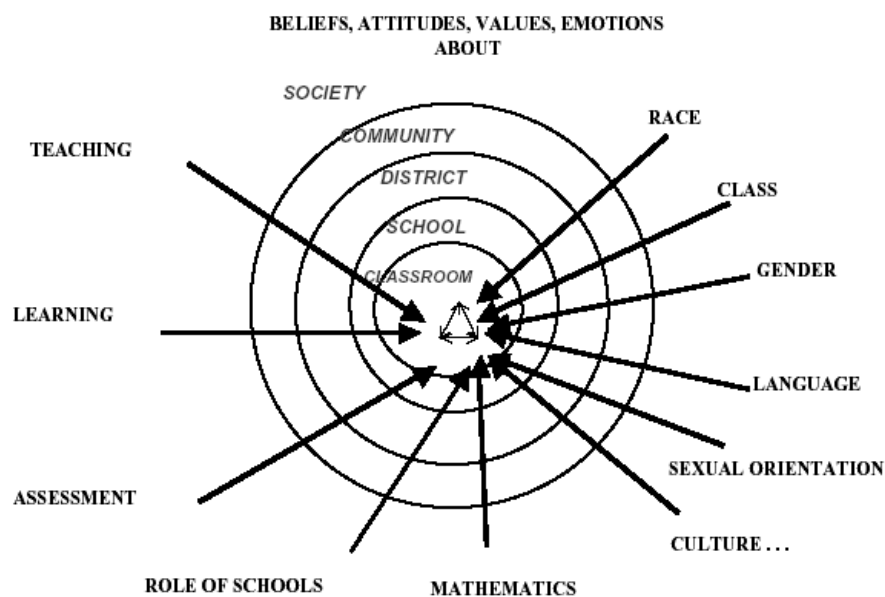 BELIEFS, ATTITUDES, VALUES, EMOTIONS
ABOUT
SOCIETY
COMMUNITY
DISTRICT
SCHOOL
CLASSROOM
TEACHING
LEARNING
ASSESSMENT
ROLE OF SCHOOLS
MATHEMATICS
RACE
CLASS
GENDER
LANGUAGE
SEXUAL ORIENTATION
CULTURE . . .